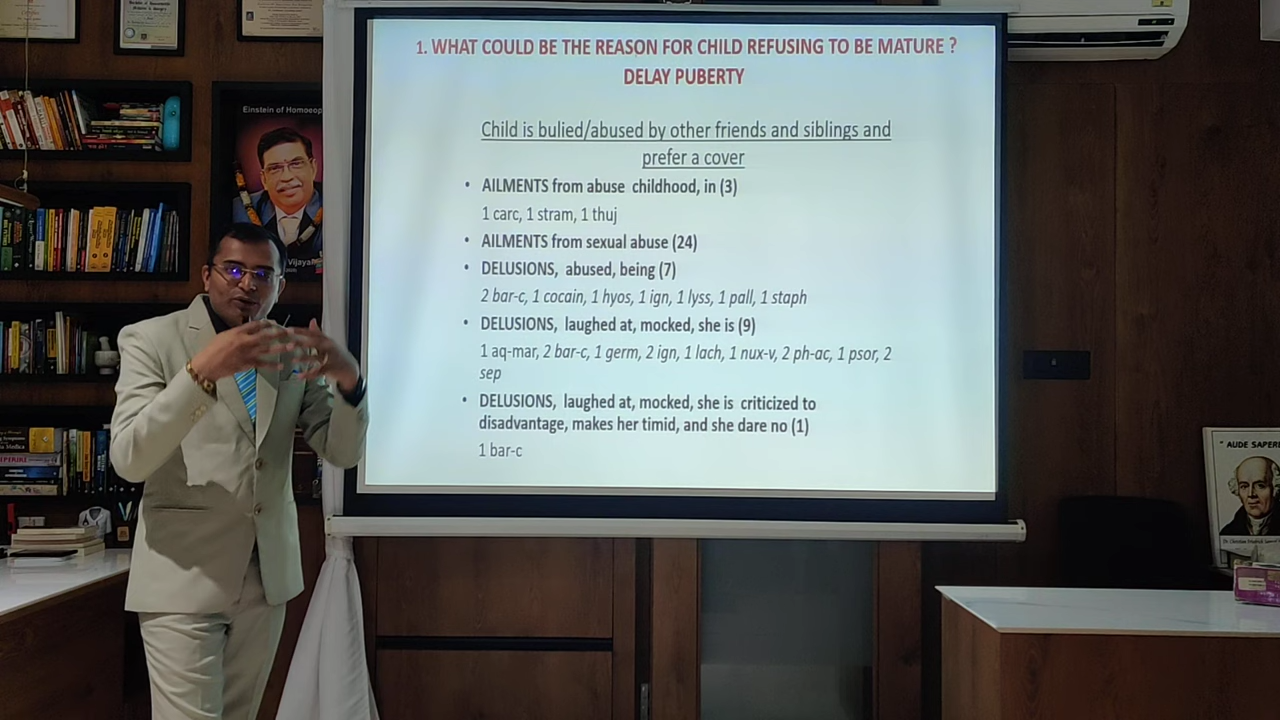 1. WHAT COULD BE THE REASON FOR CHILD REFUSING TO BE MATURE ?
DELAY PUBERTY
Child is bulied/abused by other friends and siblings and
prefer a cover
• AILMENTS from abuse childhood, in (3)
1 carc, 1 stram, 1 thuj
• AILMENTS from sexual abuse (24)
• DELUSIONS, abused, being (7)
2 bar-c, 1 cocain, 1 hyos, 1 ign, 1 lyss, 1 pall, 1 staph
• DELUSIONS, laughed at, mocked, she is (9)
1 aq-mar, 2 bar-c, 1 germ, 2 ign, 1 lach, 1 nux-v, 2 ph-ac, 1 psor, 2
sep
• DELUSIONS, laughed at, mocked, she is criticized to
disadvantage, makes her timid, and she dare no (1)
1 bar-c
Einstein of Homoeop
Vijaya
" AUDE SAPER